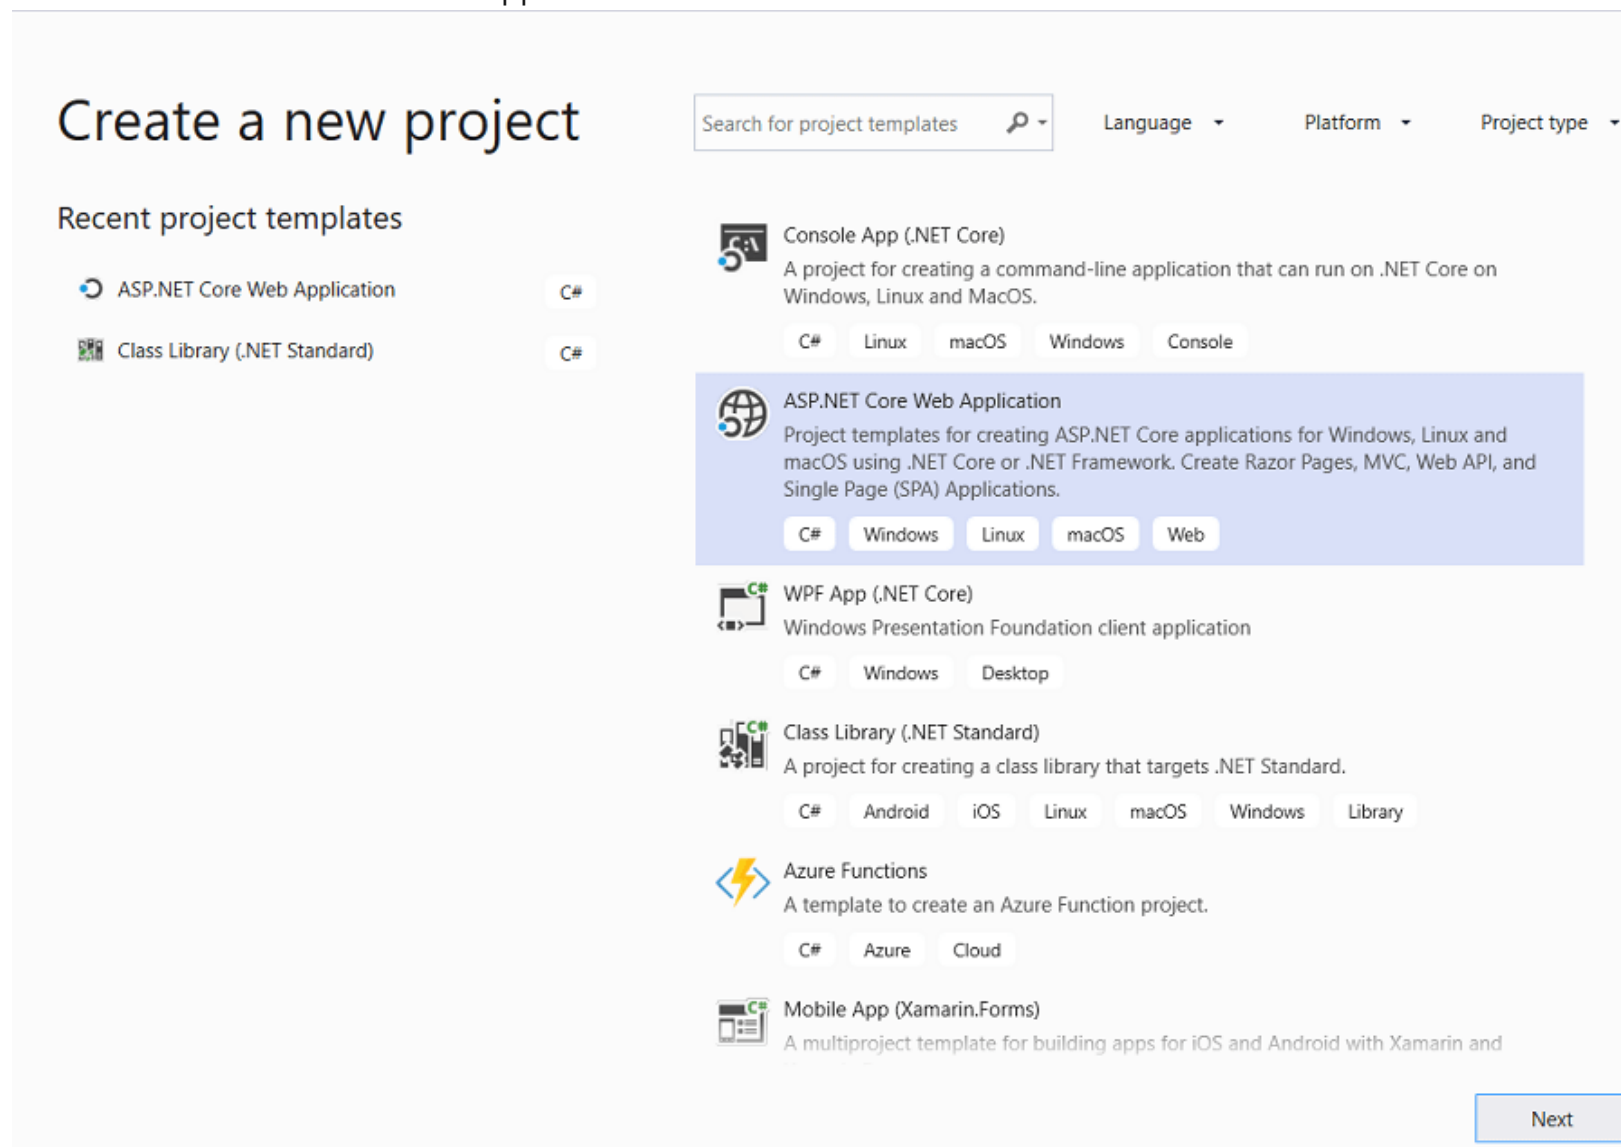 Create a new project
Search for project templates
Language
Platform
Project type
Recent project templates
ASP.NET Core Web Application C#
Class Library (.NET Standard) C#
Console App (.NET Core)
A project for creating a command-line application that can run on .NET Core on
Windows, Linux and MacOS.
C# Linux macOS Windows Console
ASP.NET Core Web Application
Project templates for creating ASP.NET Core applications for Windows, Linux and
macOS using .NET Core or .NET Framework. Create Razor Pages, MVC, Web API, and
Single Page (SPA) Applications.
C# Windows Linux macOS Web
WPF App (.NET Core)
Windows Presentation Foundation client application
C# Windows Desktop
Class Library (.NET Standard)
A project for creating a class library that targets .NET Standard.
C# Android iOS Linux macOS Windows Library
Azure Functions
A template to create an Azure Function project.
C# Azure Cloud
Mobile App (Xamarin.Forms)
A multiproject template for building apps for iOS and Android with Xamarin and
Next